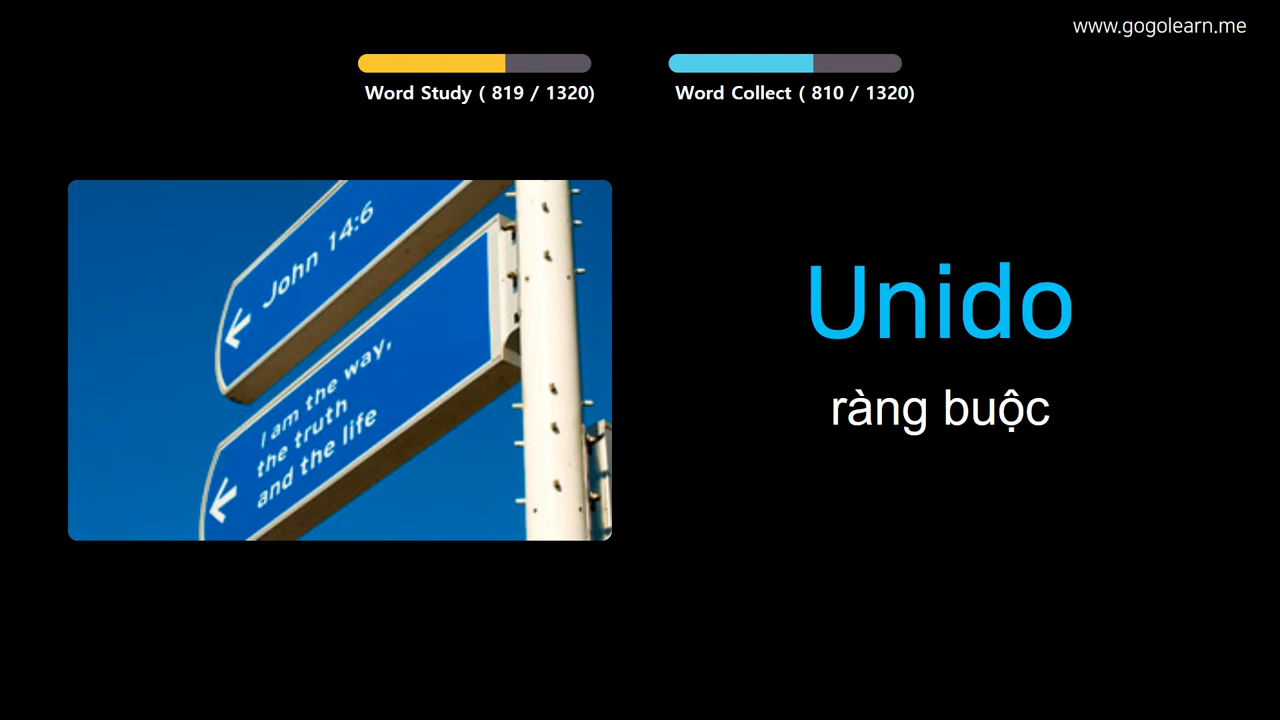 www.gogolearn.me
Word Study ( 819 / 1320)
Word Collect ( 810 / 1320)
John 14:6
I am the way,
the truth
and the life
Unido
ràng buộc